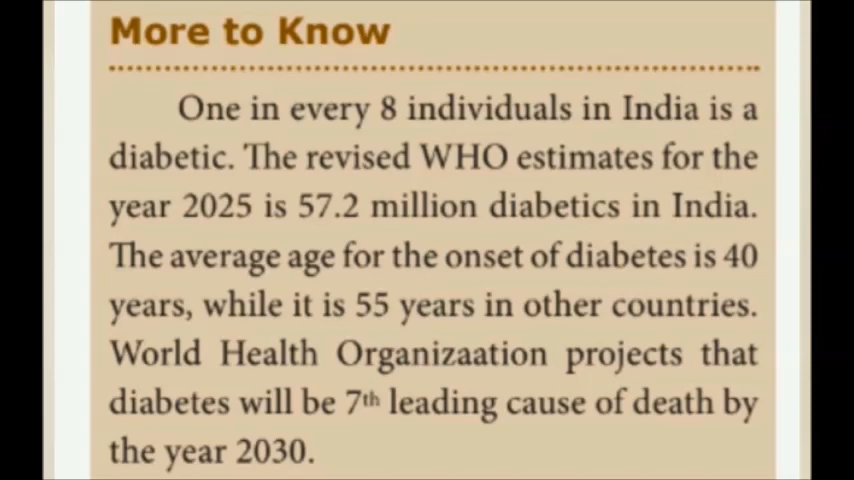 More to Know
One in every 8 individuals in India is a
diabetic. The revised WHO estimates for the
year 2025 is 57.2 million diabetics in India.
The average age for the onset of diabetes is 40
years, while it is 55 years in other countries.
World Health Organizaation projects that
diabetes will be 7th leading cause of death by
the year 2030.